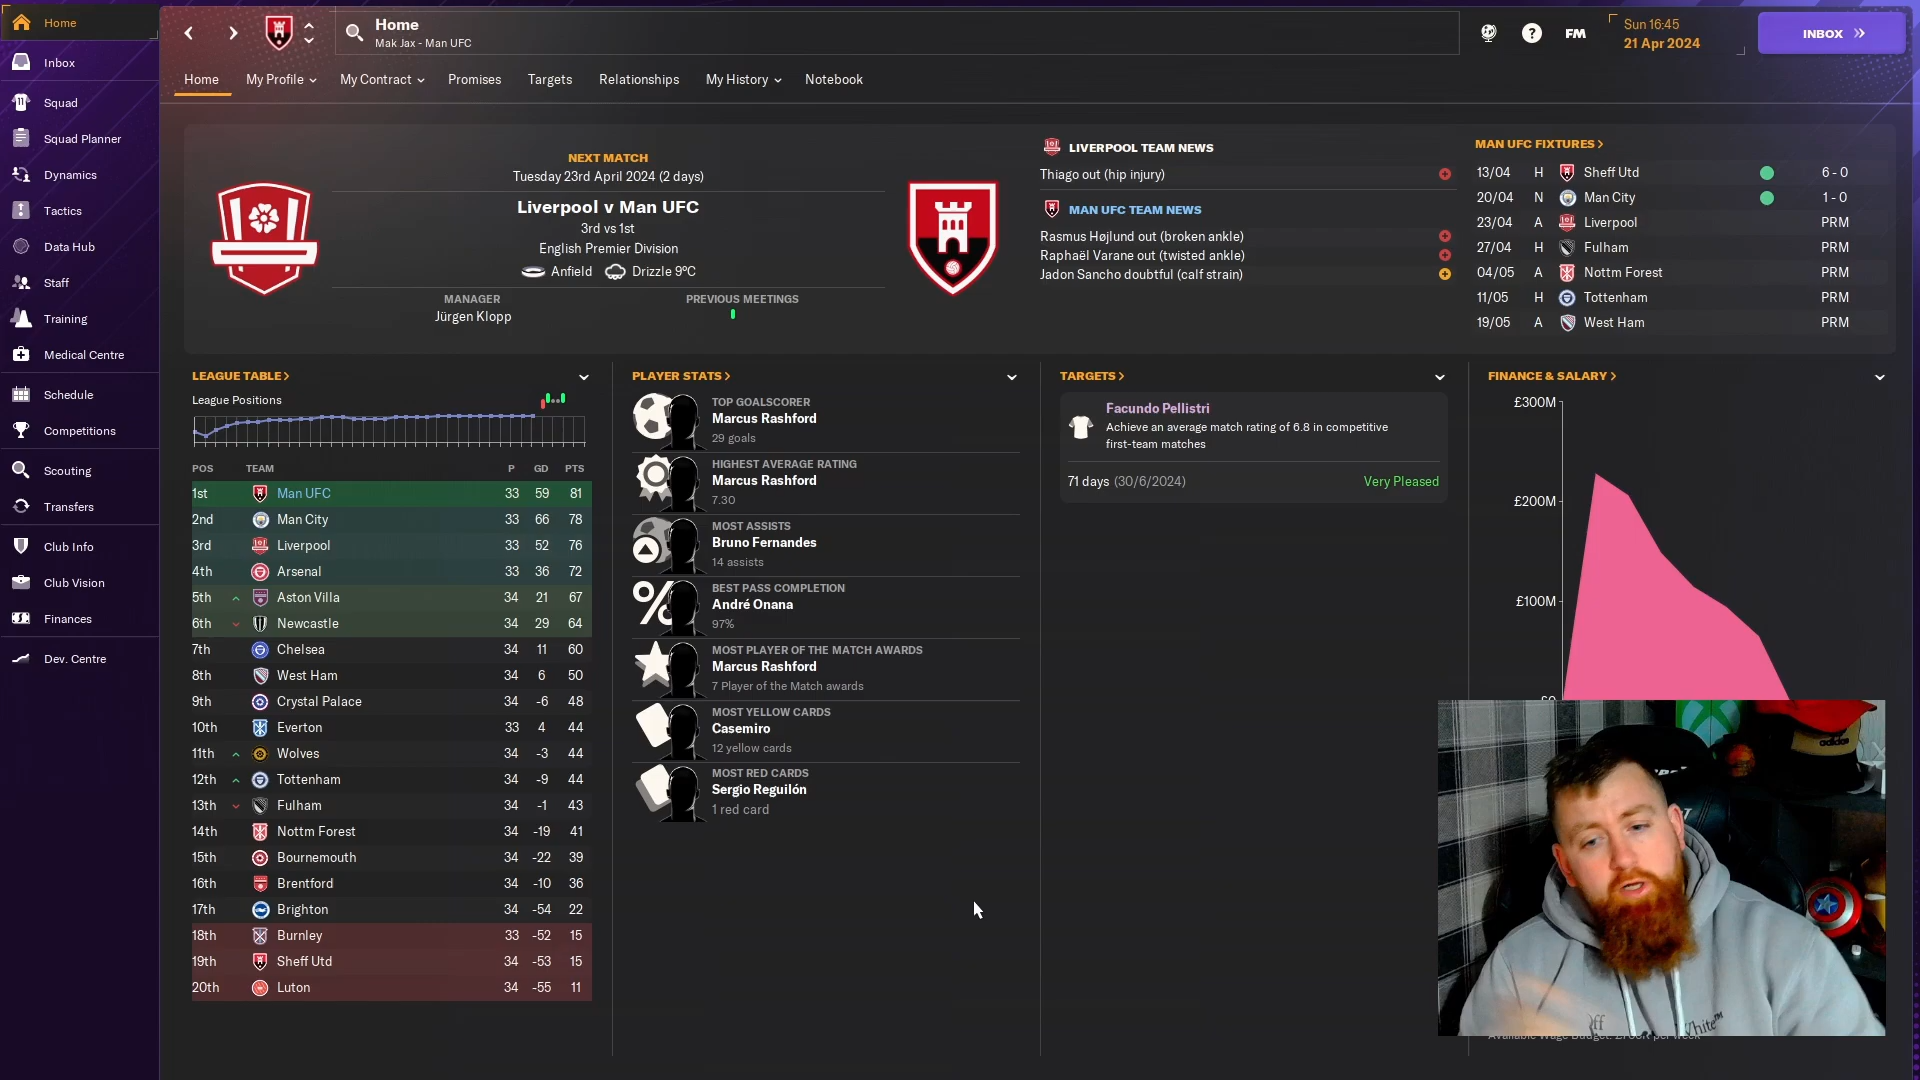 Home
Inbox
Squad
Squad Planner
Dynamics
Tactics
Data Hub
Staff
Training
Medical Centre
Schedule
Competitions
Scouting
Transfers
Club Info
Club Vision
Finances
Dev. Centre
Home
Mak Jax - Man UFC
FM
Sun 16:45
21 Apr 2024
INBOX
Home My Profile My Contract Promises Targets Relationships My History Notebook
NEXT MATCH
Tuesday 23rd April 2024 (2 days)
Liverpool v Man UFC
3rd vs 1st
English Premier Division
Anfield Drizzle 9°C
MANAGER
Jürgen Klopp
PREVIOUS MEETINGS
LIVERPOOL TEAM NEWS
Thiago out (hip injury)
MAN UFC TEAM NEWS
Rasmus Højlund out (broken ankle)
Raphaël Varane out (twisted ankle)
Jadon Sancho doubtful (calf strain)
MAN UFC FIXTURES >
13/04 H Sheff Utd 6 - 0
20/04 N Man City 1 - 0
23/04 A Liverpool PRM
27/04 H Fulham PRM
04/05 A Nottm Forest PRM
11/05 H Tottenham PRM
19/05 A West Ham PRM
LEAGUE TABLE >
League Positions
POS TEAM P GD PTS
1st Man UFC 33 59 81
2nd Man City 33 66 78
3rd Liverpool 33 52 76
4th Arsenal 33 36 72
5th Aston Villa 34 21 67
6th Newcastle 34 29 64
7th Chelsea 34 11 60
8th West Ham 34 6 50
9th Crystal Palace 34 -6 48
10th Everton 33 4 44
11th Wolves 34 -3 44
12th Tottenham 34 -9 44
13th Fulham 34 -1 43
14th Nottm Forest 34 -19 41
15th Bournemouth 34 -22 39
16th Brentford 34 -10 36
17th Brighton 34 -54 22
18th Burnley 33 -52 15
19th Sheff Utd 34 -53 15
20th Luton 34 -55 11
PLAYER STATS >
TOP GOALSCORER
Marcus Rashford
29 goals
HIGHEST AVERAGE RATING
Marcus Rashford
7.30
MOST ASSISTS
Bruno Fernandes
14 assists
BEST PASS COMPLETION
André Onana
97%
MOST PLAYER OF THE MATCH AWARDS
Marcus Rashford
7 Player of the Match awards
MOST YELLOW CARDS
Casemiro
12 yellow cards
MOST RED CARDS
Sergio Reguilón
1 red card
TARGETS >
Facundo Pellistri
Achieve an average match rating of 6.8 in competitive
first-team matches
71 days (30/6/2024) Very Pleased
FINANCE & SALARY >
£300M
£200M
£100M
£0
adidas
Off
White™
Available Wage Budget: per week